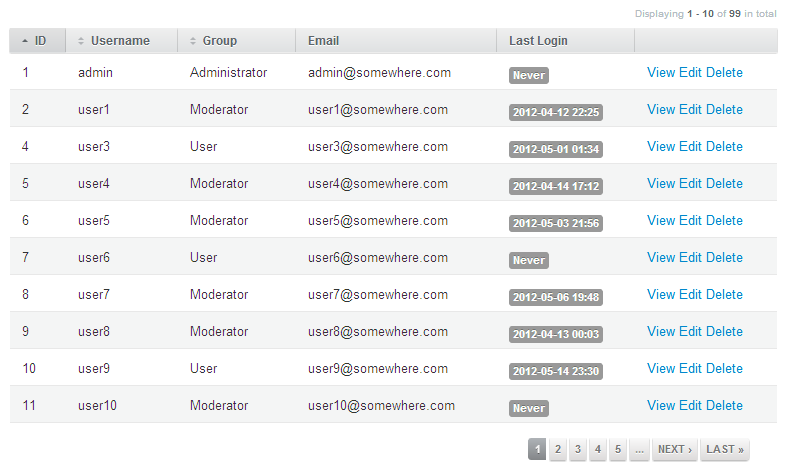 Displaying 1 - 10 of 99 in total
ID Username Group Email Last Login
1 admin Administrator admin@somewhere.com Never View Edit Delete
2 user1 Moderator user1@somewhere.com 2012-04-12 22:25 View Edit Delete
4 user3 User user3@somewhere.com 2012-05-01 01:34 View Edit Delete
5 user4 Moderator user4@somewhere.com 2012-04-14 17:12 View Edit Delete
6 user5 Moderator user5@somewhere.com 2012-05-03 21:56 View Edit Delete
7 user6 User user6@somewhere.com Never View Edit Delete
8 user7 Moderator user7@somewhere.com 2012-05-06 19:48 View Edit Delete
9 user8 Moderator user8@somewhere.com 2012-04-13 00:03 View Edit Delete
10 user9 User user9@somewhere.com 2012-05-14 23:30 View Edit Delete
11 user10 Moderator user10@somewhere.com Never View Edit Delete
1 2 3 4 5 ... NEXT › LAST »